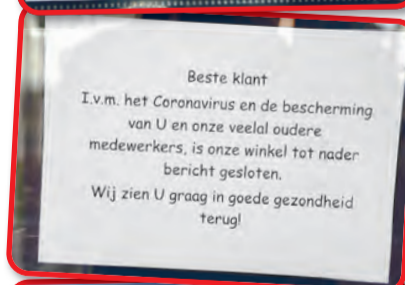 Beste klant
I.v.m. het Coronavirus en de bescherming
van U en onze veelal oudere
medewerkers, is onze winkel tot nader
bericht gesloten.
Wij zien U graag in goede gezondheid
terug!